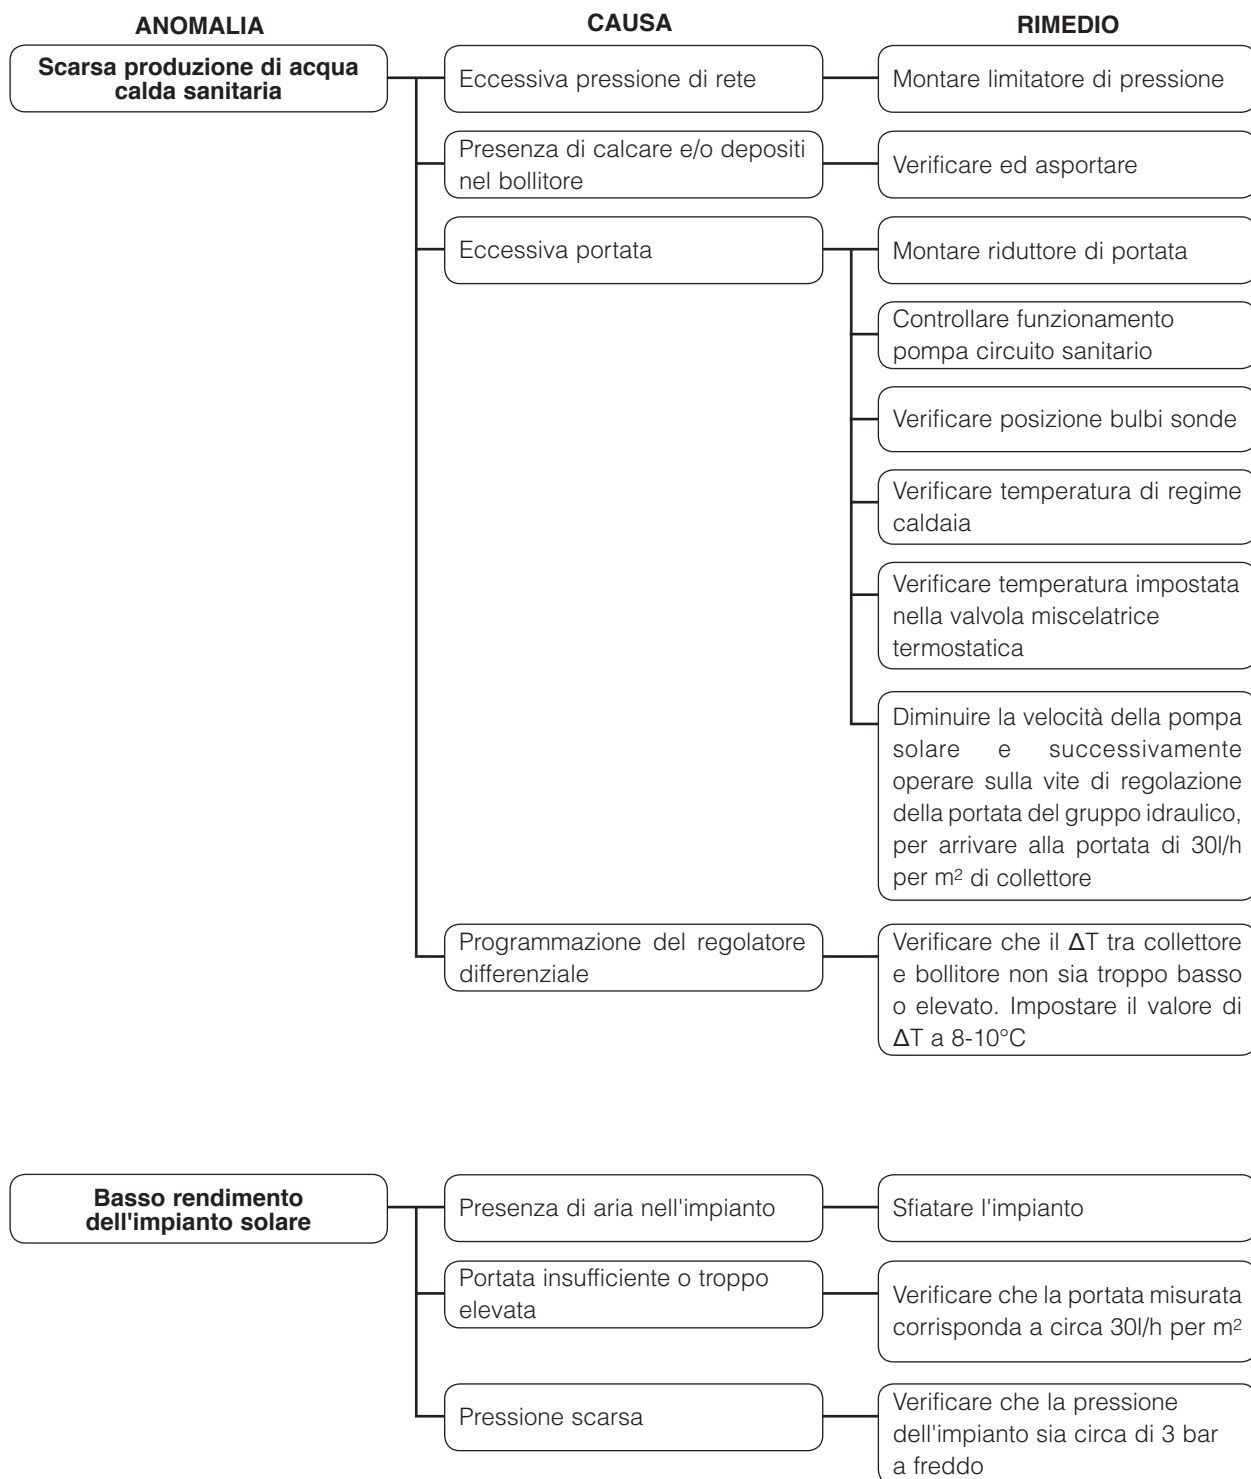 ANOMALIA CAUSA RIMEDIO
Scarsa produzione di acqua
calda sanitaria
Eccessiva pressione di rete
Montare limitatore di pressione
Presenza di calcare e/o depositi
nel bollitore
Verificare ed asportare
Eccessiva portata
Montare riduttore di portata
Controllare funzionamento
pompa circuito sanitario
Verificare posizione bulbi sonde
Verificare temperatura di regime
caldaia
Verificare temperatura impostata
nella valvola miscelatrice
termostatica
Diminuire la velocità della pompa
solare e successivamente
operare sulla vite di regolazione
della portata del gruppo idraulico,
per arrivare alla portata di 30l/h
per m² di collettore
Programmazione del regolatore
differenziale
Verificare che il ΔT tra collettore
e bollitore non sia troppo basso
o elevato. Impostare il valore di
ΔT a 8-10°C
Basso rendimento
dell'impianto solare
Presenza di aria nell'impianto
Sfiatare l'impianto
Portata insufficiente o troppo
elevata
Verificare che la portata misurata
corrisponda a circa 30l/h per m²
Pressione scarsa
Verificare che la pressione
dell'impianto sia circa di 3 bar
a freddo